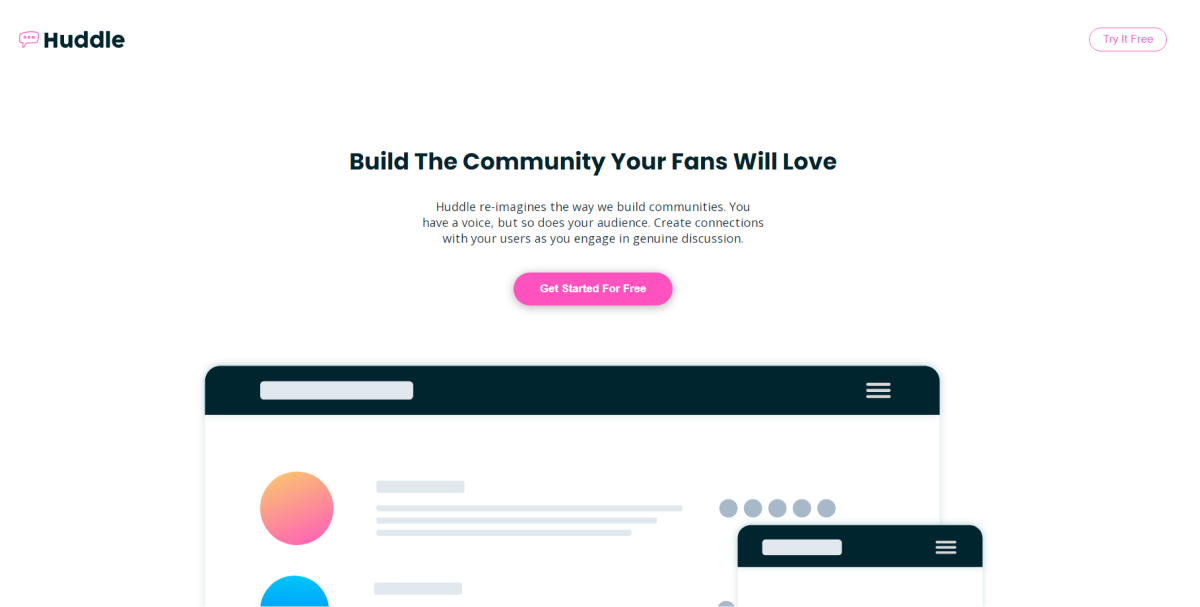 Huddle
Try It Free
Build The Community Your Fans Will Love
Huddle re-imagines the way we build communities. You
have a voice, but so does your audience. Create connections
with your users as you engage in genuine discussion.
Get Started For Free